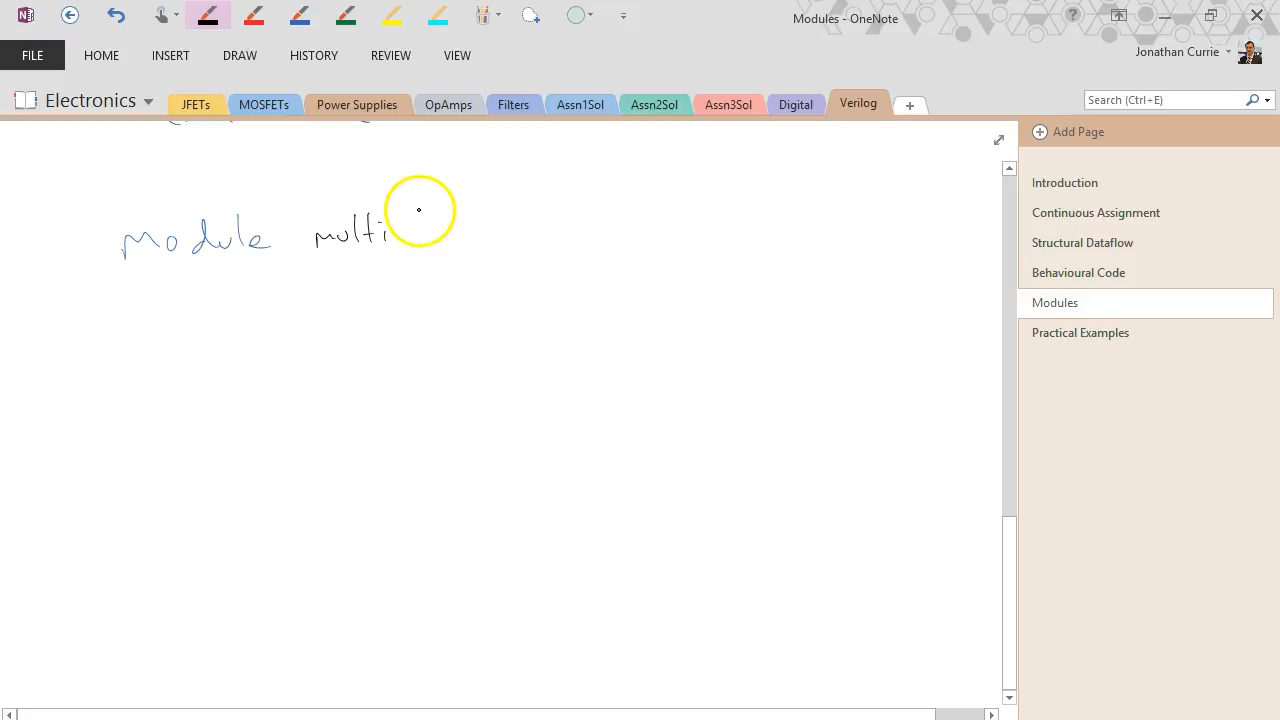 Modules - OneNote
FILE HOME INSERT DRAW HISTORY REVIEW VIEW
Jonathan Currie
Electronics JFETs MOSFETs Power Supplies OpAmps Filters Assn1Sol Assn2Sol Assn3Sol Digital Verilog
Search (Ctrl+E)
Add Page
Introduction
Continuous Assignment
Structural Dataflow
Behavioural Code
Modules
Practical Examples
module multi